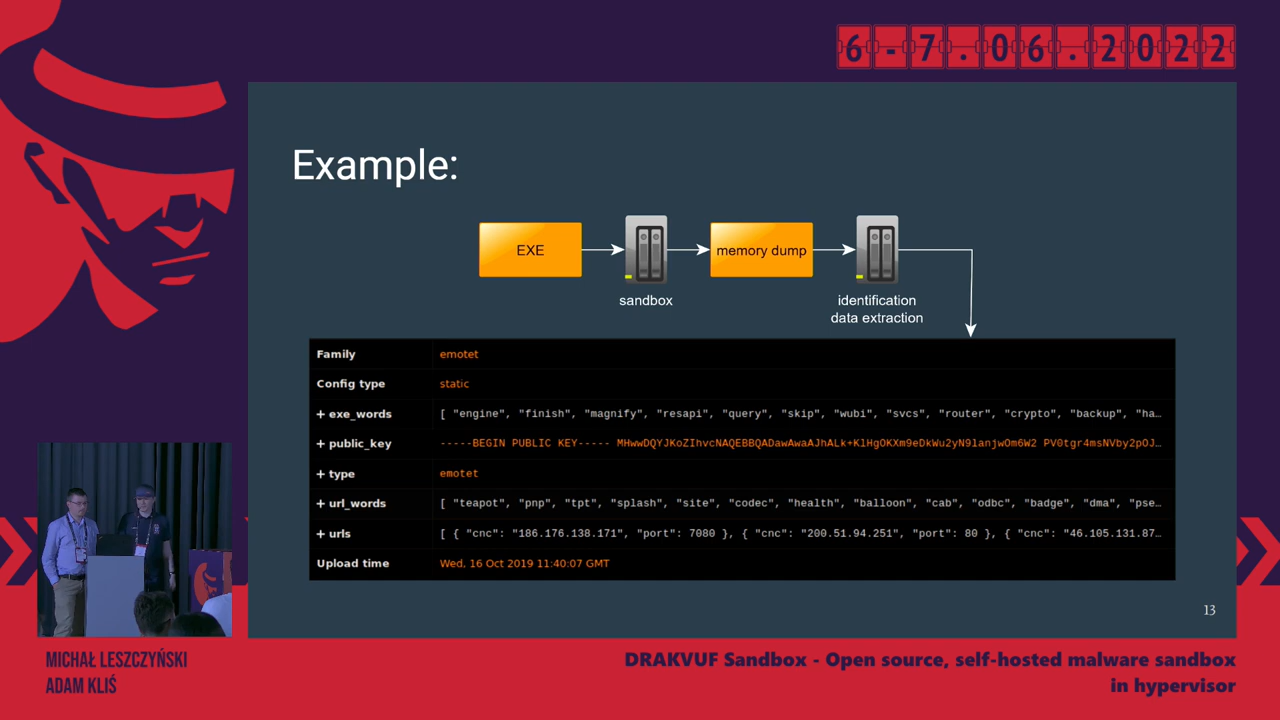 6-7.06.2022
Example:
EXE
memory dump
sandbox
identification
data extraction
Family emotet
Config type static
+ exe_words [ "engine", "finish", "magnify", "resapi", "query", "skip", "wubi", "svcs", "router", "crypto", "backup", "ha…
+ public_key -----BEGIN PUBLIC KEY----- MHwwDQYJKoZIhvcNAQEBBQADawAwaAJhALk+KlHgOKXm9eDkWu2yN9lanjwOm6W2 PV0tgr4msNVby2pOJ…
+ type emotet
+ url_words [ "teapot", "pnp", "tpt", "splash", "site", "codec", "health", "balloon", "cab", "odbc", "badge", "dma", "pse…
+ urls [ { "cnc": "186.176.138.171", "port": 7080 }, { "cnc": "200.51.94.251", "port": 80 }, { "cnc": "46.105.131.87…
Upload time Wed, 16 Oct 2019 11:40:07 GMT
13
MICHAŁ LESZCZYŃSKI
ADAM KLIŚ
DRAKVUF Sandbox - Open source, self-hosted malware sandbox
in hypervisor